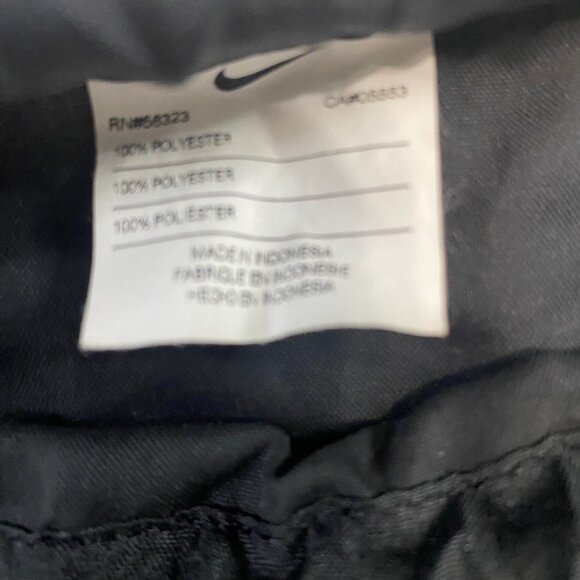 RN#56323 CA#05553
100% POLYESTER
100% POLYESTER
100% POLIÉSTER
MADE IN INDONESIA
FABRIQUE EN INDONESIE
HECHO EN INDONESIA